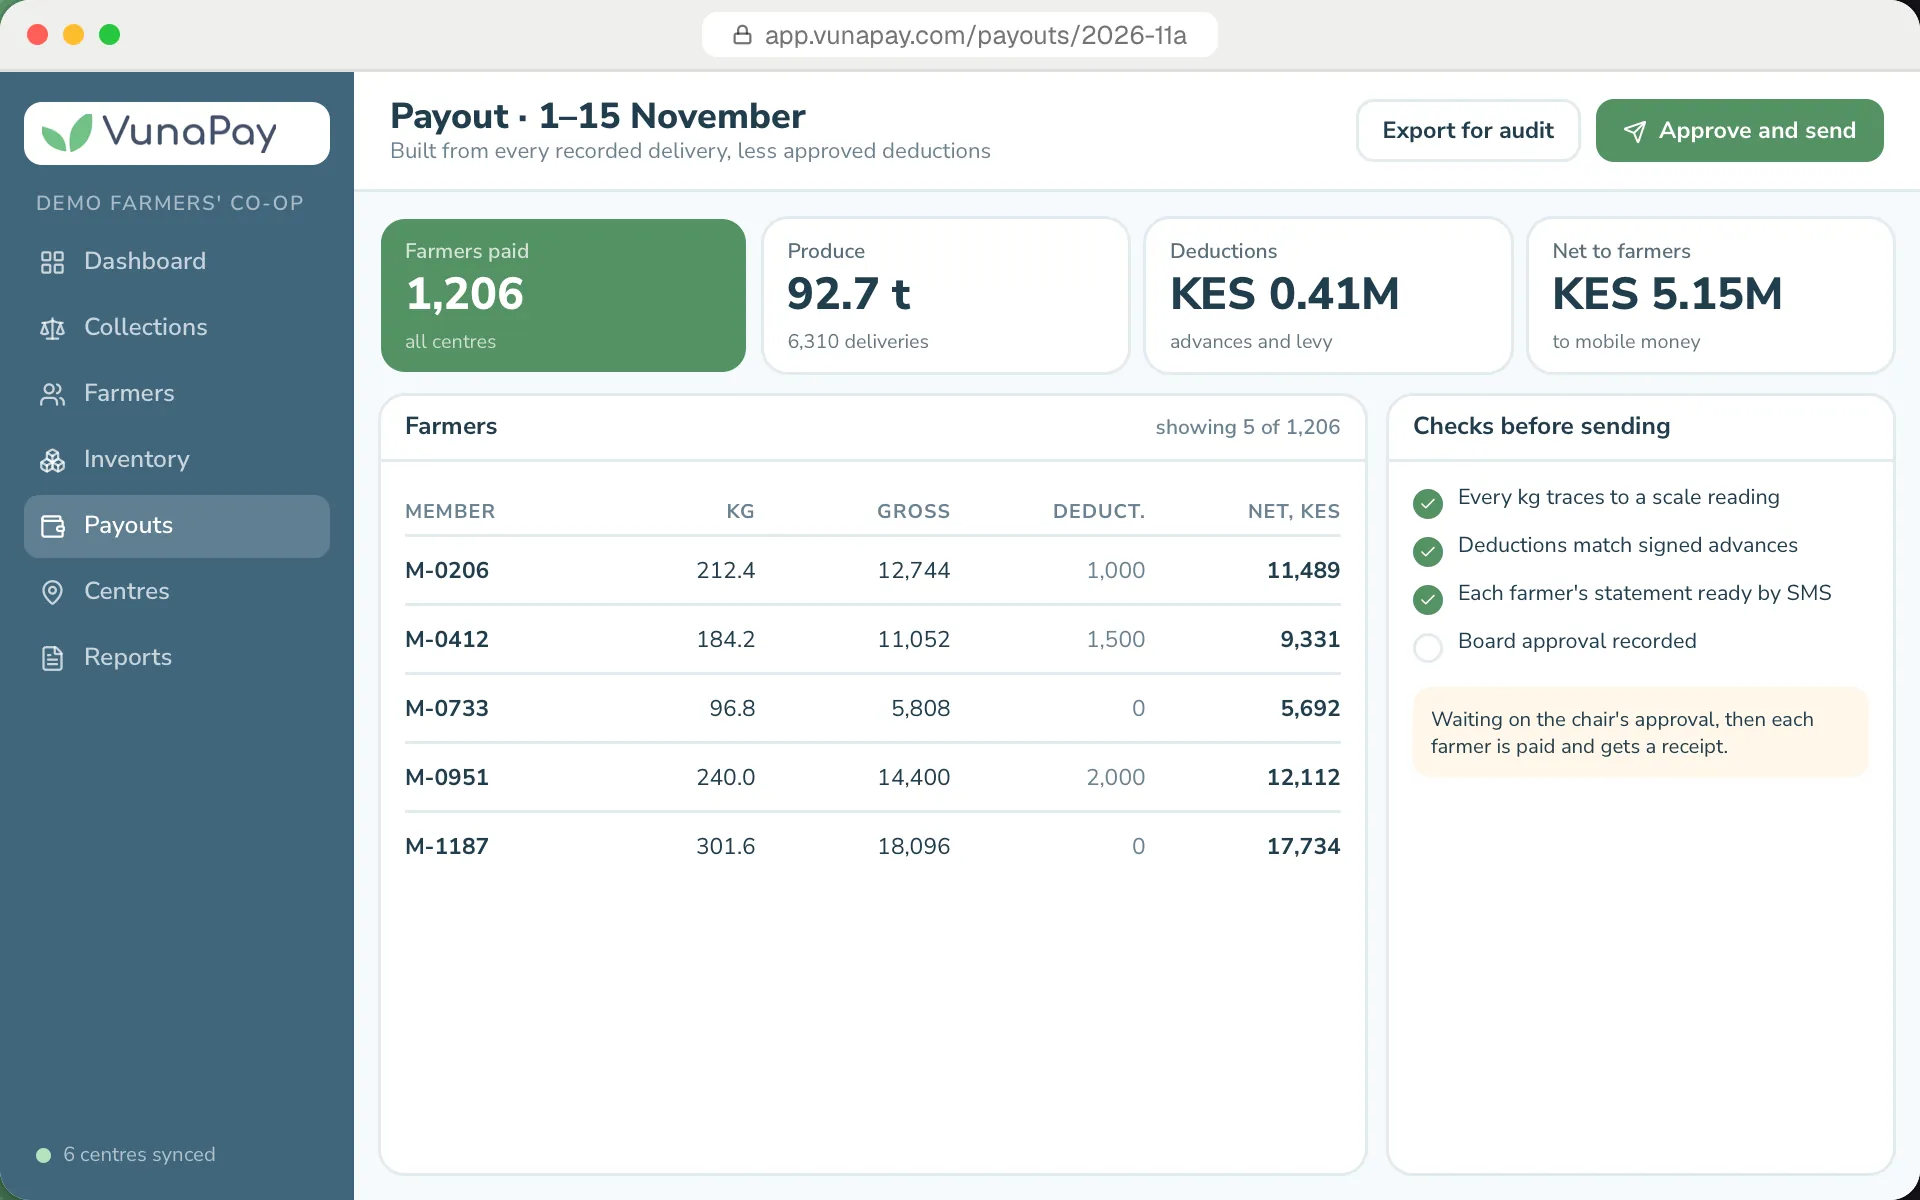 app.vunapay.com/payouts/2026-11a
VunaPay
DEMO FARMERS' CO-OP
Dashboard
Collections
Farmers
Inventory
Payouts
Centres
Reports
6 centres synced
Payout · 1–15 November
Built from every recorded delivery, less approved deductions
Export for audit
Approve and send
Farmers paid
1,206
all centres
Produce
92.7 t
6,310 deliveries
Deductions
KES 0.41M
advances and levy
Net to farmers
KES 5.15M
to mobile money
Farmers showing 5 of 1,206
MEMBER KG GROSS DEDUCT. NET, KES
M-0206 212.4 12,744 1,000 11,489
M-0412 184.2 11,052 1,500 9,331
M-0733 96.8 5,808 0 5,692
M-0951 240.0 14,400 2,000 12,112
M-1187 301.6 18,096 0 17,734
Checks before sending
Every kg traces to a scale reading
Deductions match signed advances
Each farmer's statement ready by SMS
Board approval recorded
Waiting on the chair's approval, then each
farmer is paid and gets a receipt.